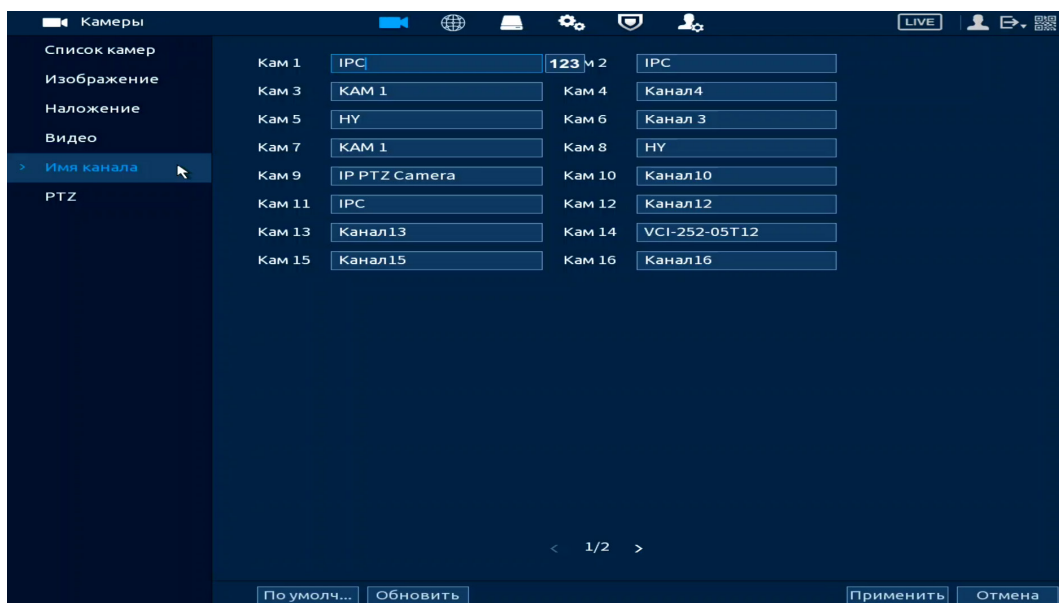 Камеры LIVE
Список камер
Изображение
Наложение
Видео
Имя канала
PTZ
Кам 1 IPC 123 м 2 IPC
Кам 3 КАМ 1 Кам 4 Канал4
Кам 5 HY Кам 6 Канал 3
Кам 7 КАМ 1 Кам 8 HY
Кам 9 IP PTZ Camera Кам 10 Канал10
Кам 11 IPC Кам 12 Канал12
Кам 13 Канал13 Кам 14 VCI-252-05T12
Кам 15 Канал15 Кам 16 Канал16
< 1/2 >
По умолч... Обновить Применить Отмена